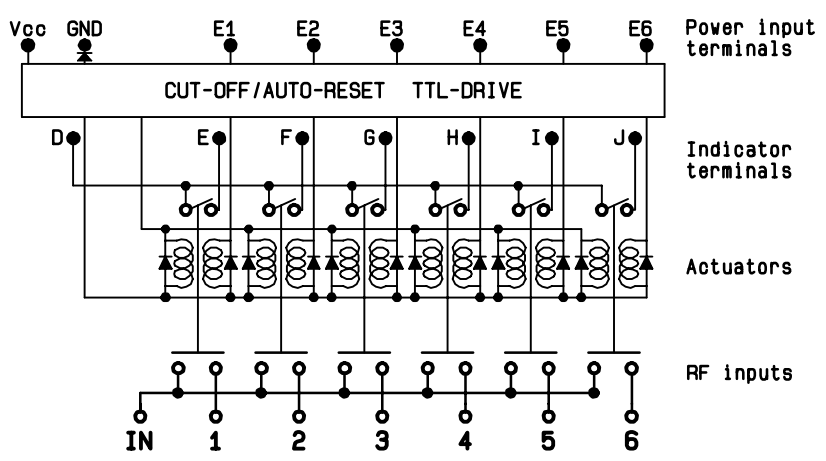 Vcc GND E1 E2 E3 E4 E5 E6 Power input
terminals
CUT-OFF/AUTO-RESET TTL-DRIVE
D E F G H I J Indicator
terminals
Actuators
RF inputs
IN 1 2 3 4 5 6